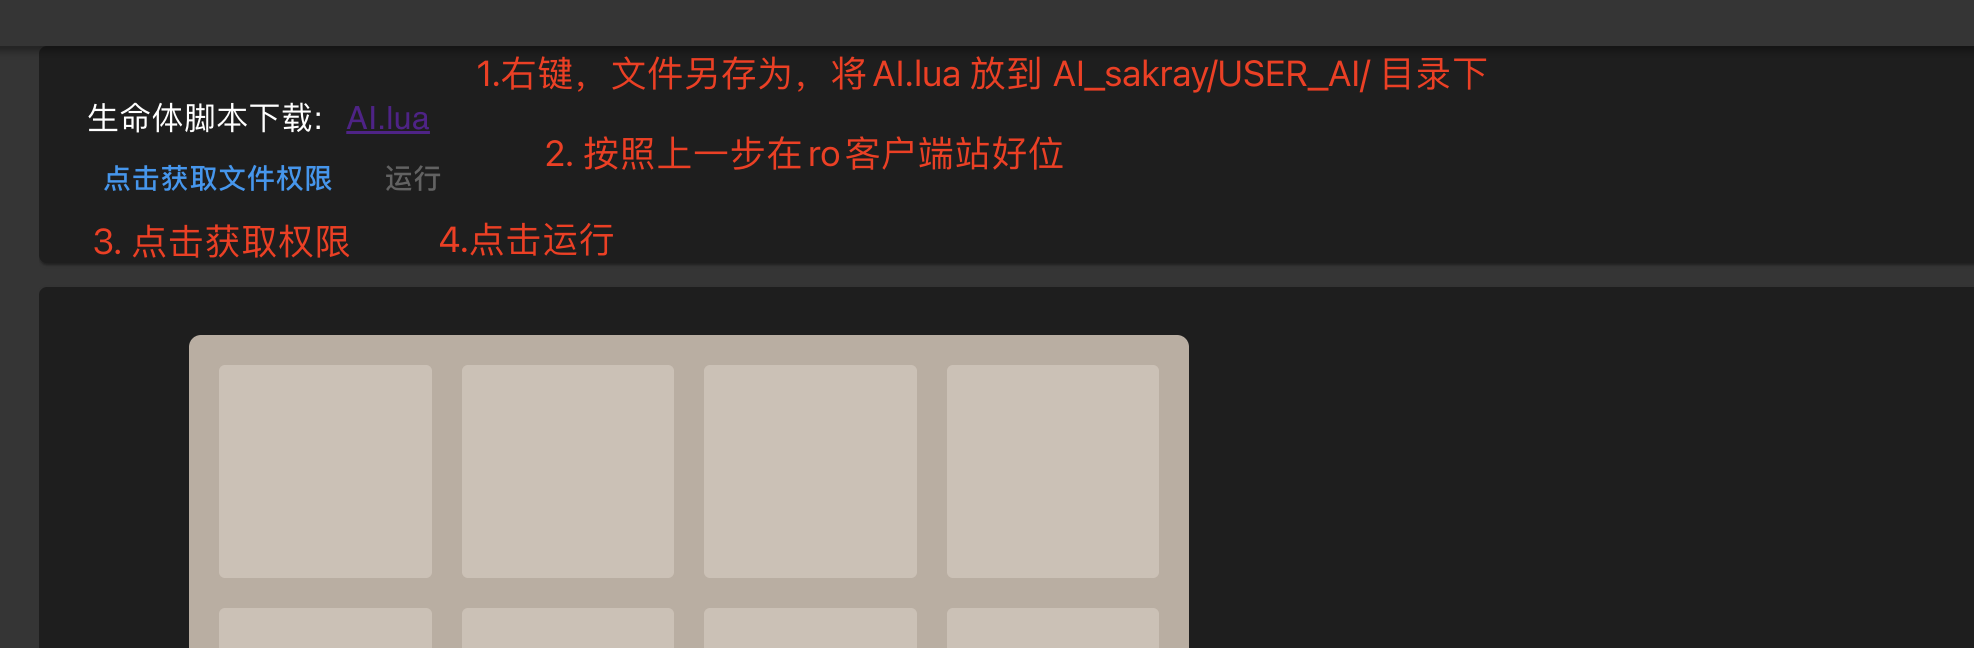 1.右键，文件另存为，将 AI.lua 放到 AI_sakray/USER_AI/ 目录下
生命体脚本下载: AI.lua
2. 按照上一步在 ro 客户端站好位
点击获取文件权限 运行
3. 点击获取权限 4.点击运行